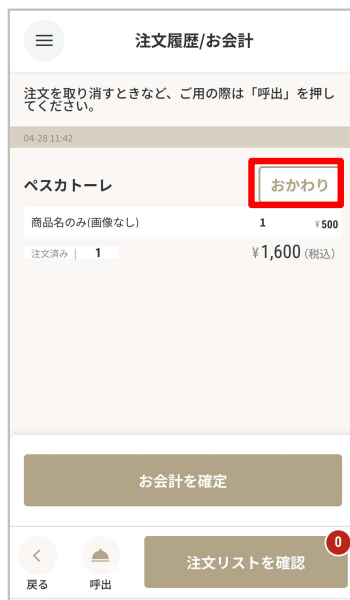 注文履歴/お会計
注文を取り消すときなど、ご用の際は「呼出」を押し
てください。
04-28 11:42
ペスカトーレ おかわり
商品名のみ(画像なし) 1 ¥500
注文済み | 1 ¥1,600 (税込)
お会計を確定
0
注文リストを確認
戻る 呼出